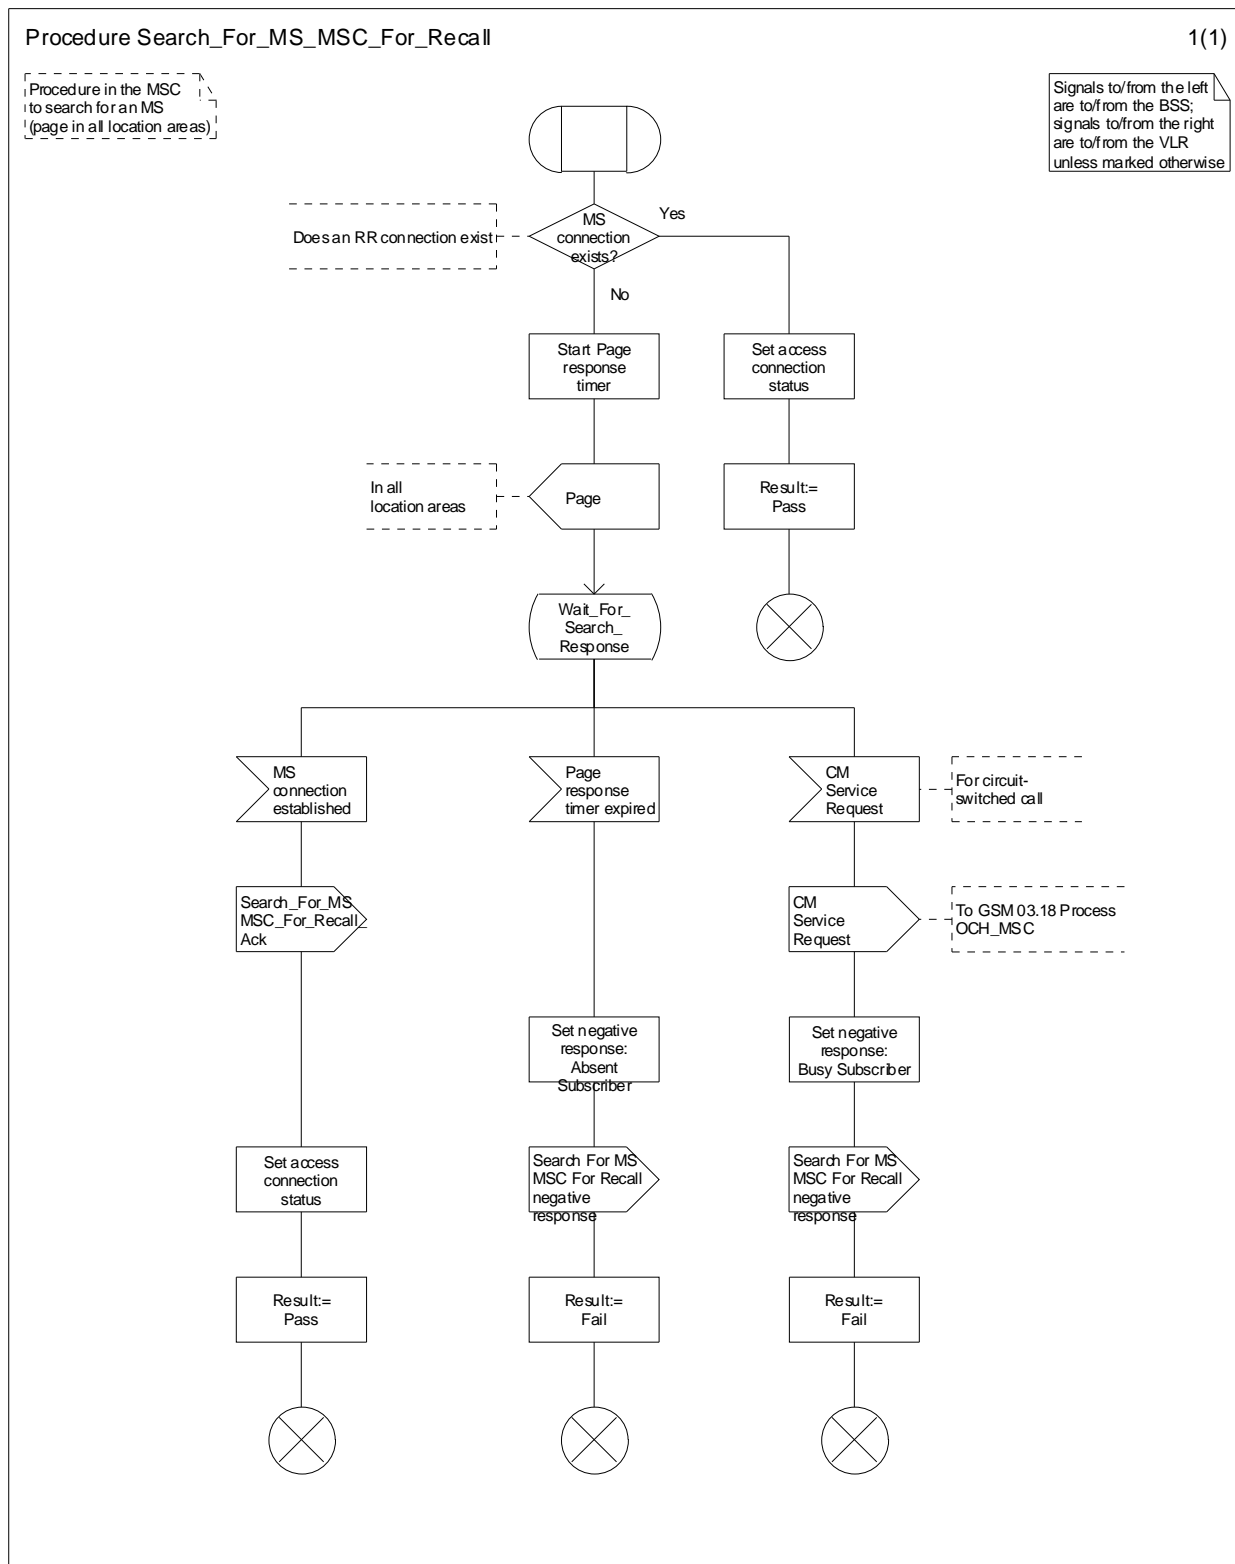 Procedure Search_For_MS_MSC_For_Recall
1(1)
Procedure in the MSC
to search for an MS
(page in all location areas)
Signals to/from the left
are to/from the BSS;
signals to/from the right
are to/from the VLR
unless marked otherwise
Does an RR connection exist
MS
connection
exists?
Yes
No
Start Page
response
timer
Set access
connection
status
In all
location areas
Page
Result:=
Pass
Wait_For_
Search_
Response
MS
connection
established
Page
response
timer expired
CM
Service
Request
For circuit-
switched call
Search_For_MS_
MSC_For_Recall_
Ack
CM
Service
Request
To GSM 03.18 Process
OCH_MSC
Set negative
response:
Absent
Subscriber
Set negative
response:
Busy Subscriber
Set access
connection
status
Search For MS
MSC For Recall
negative
response
Search For MS
MSC For Recall
negative
response
Result:=
Pass
Result:=
Fail
Result:=
Fail